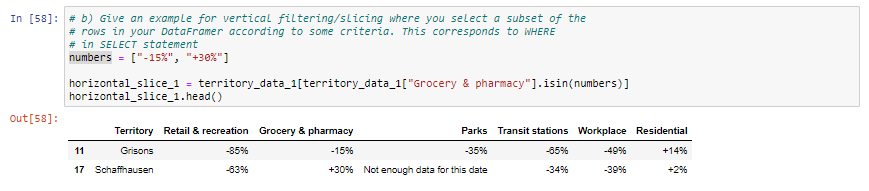 In [58]: # b) Give an example for vertical filtering/slicing where you select a subset of the
# rows in your DataFramer according to some criteria. This corresponds to WHERE
# in SELECT statement
numbers = ["-15%", "+30%"]
horizontal_slice_1 = territory_data_1[territory_data_1["Grocery & pharmacy"].isin(numbers)]
horizontal_slice_1.head()
Out[58]:
Territory Retail & recreation Grocery & pharmacy Parks Transit stations Workplace Residential
11 Grisons -85% -15% -35% -65% -49% +14%
17 Schaffhausen -63% +30% Not enough data for this date -34% -39% +2%